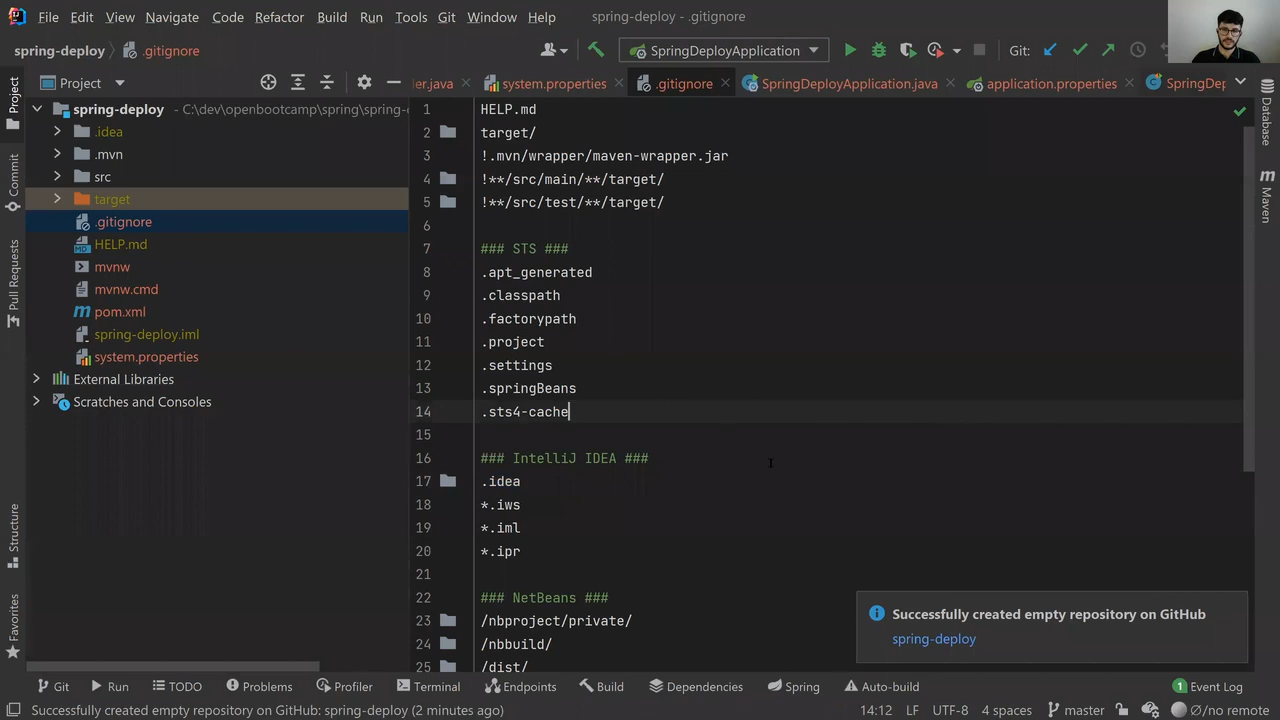 File Edit View Navigate Code Refactor Build Run Tools Git Window Help spring-deploy - .gitignore
spring-deploy .gitignore SpringDeployApplication Git:
Project ler.java system.properties .gitignore SpringDeployApplication.java application.properties SpringDep
spring-deploy - C:\dev\openbootcamp\spring\spring-
.idea
.mvn
src
target
.gitignore
HELP.md
mvnw
mvnw.cmd
pom.xml
spring-deploy.iml
system.properties
External Libraries
Scratches and Consoles
Project
Commit
Pull Requests
Structure
Favorites
1 HELP.md
2 target/
3 !.mvn/wrapper/maven-wrapper.jar
4 !**/src/main/**/target/
5 !**/src/test/**/target/
6
7 ### STS ###
8 .apt_generated
9 .classpath
10 .factorypath
11 .project
12 .settings
13 .springBeans
14 .sts4-cache
15
16 ### IntelliJ IDEA ###
17 .idea
18 *.iws
19 *.iml
20 *.ipr
21
22 ### NetBeans ###
23 /nbproject/private/
24 /nbbuild/
25 /dist/
Database
Maven
Successfully created empty repository on GitHub
spring-deploy
Git Run TODO Problems Profiler Terminal Endpoints Build Dependencies Spring Auto-build 1 Event Log
Successfully created empty repository on GitHub: spring-deploy (2 minutes ago) 14:12 LF UTF-8 4 spaces master Ø/no remote